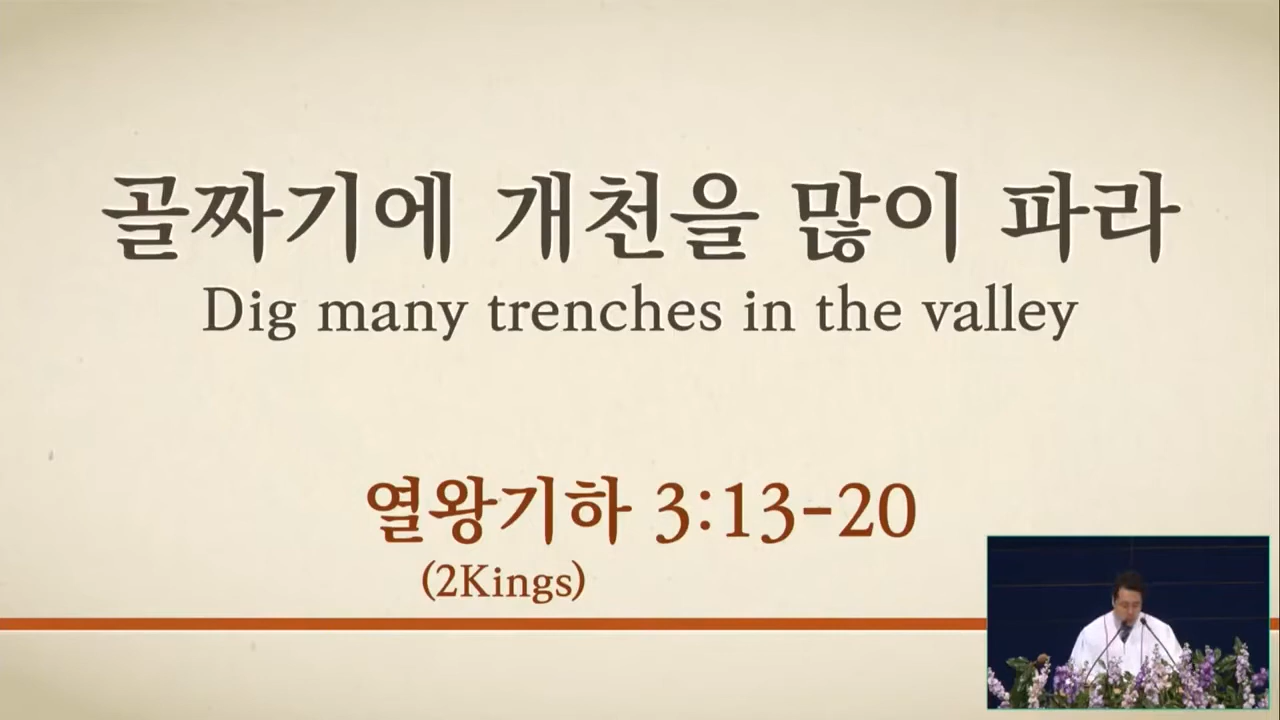 골짜기에 개천을 많이 파라
Dig many trenches in the valley
열왕기하 3:13-20
(2Kings)